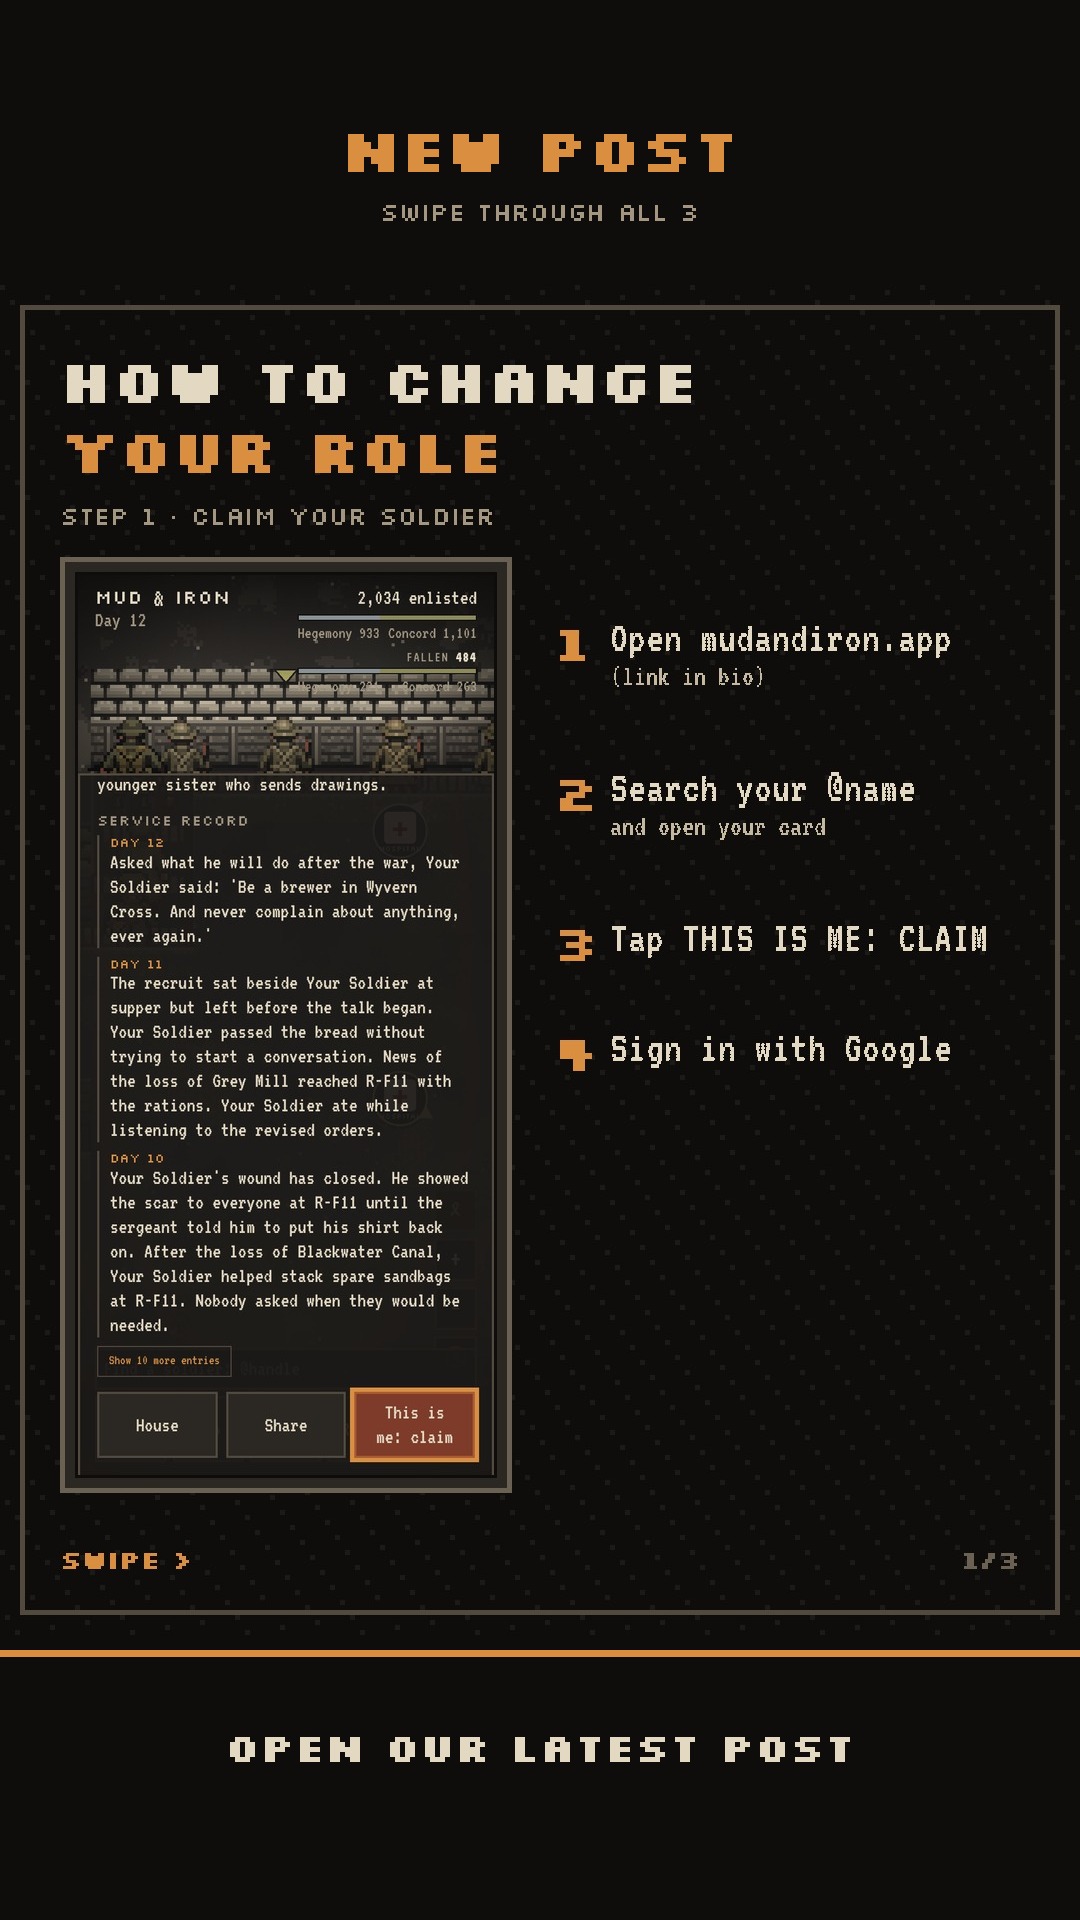 NEW POST
SWIPE THROUGH ALL 3
HOW TO CHANGE
YOUR ROLE
STEP 1 · CLAIM YOUR SOLDIER
MUD & IRON
Day 12
2,034 enlisted
Hegemony 933 Concord 1,101
FALLEN 484
Hegemony 221 Concord 263
younger sister who sends drawings.
SERVICE RECORD
DAY 12
Asked what he will do after the war, Your
Soldier said: 'Be a brewer in Wyvern
Cross. And never complain about anything,
ever again.'
DAY 11
The recruit sat beside Your Soldier at
supper but left before the talk began.
Your Soldier passed the bread without
trying to start a conversation. News of
the loss of Grey Mill reached R-F11 with
the rations. Your Soldier ate while
listening to the revised orders.
DAY 10
Your Soldier's wound has closed. He showed
the scar to everyone at R-F11 until the
sergeant told him to put his shirt back
on. After the loss of Blackwater Canal,
Your Soldier helped stack spare sandbags
at R-F11. Nobody asked when they would be
needed.
Show 10 more entries
House
Share
This is
me: claim
1 Open mudandiron.app
(link in bio)
2 Search your @name
and open your card
3 Tap THIS IS ME: CLAIM
4 Sign in with Google
SWIPE >
1/3
OPEN OUR LATEST POST